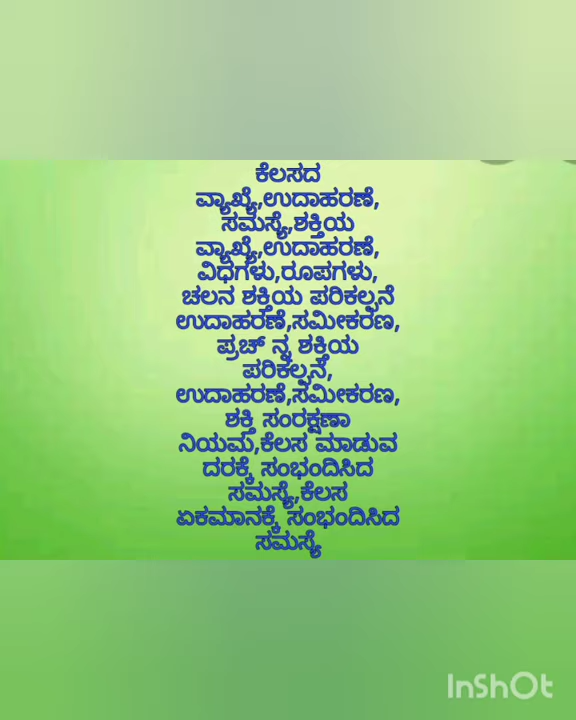 ಕೆಲಸದ
ವ್ಯಾಖ್ಯೆ,ಉದಾಹರಣೆ,
ಸಮಸ್ಯೆ,ಶಕ್ತಿಯ
ವ್ಯಾಖ್ಯೆ,ಉದಾಹರಣೆ,
ವಿಧಗಳು,ರೂಪಗಳು,
ಚಲನ ಶಕ್ತಿಯ ಪರಿಕಲ್ಪನೆ
ಉದಾಹರಣೆ,ಸಮೀಕರಣ,
ಪ್ರಚ್ ನ್ನ ಶಕ್ತಿಯ
ಪರಿಕಲ್ಪನೆ,
ಉದಾಹರಣೆ,ಸಮೀಕರಣ,
ಶಕ್ತಿ ಸಂರಕ್ಷಣಾ
ನಿಯಮ,ಕೆಲಸ ಮಾಡುವ
ದರಕ್ಕೆ ಸಂಭಂದಿಸಿದ
ಸಮಸ್ಯೆ,ಕೆಲಸ
ಏಕಮಾನಕ್ಕೆ ಸಂಭಂದಿಸಿದ
ಸಮಸ್ಯೆ
InShOt